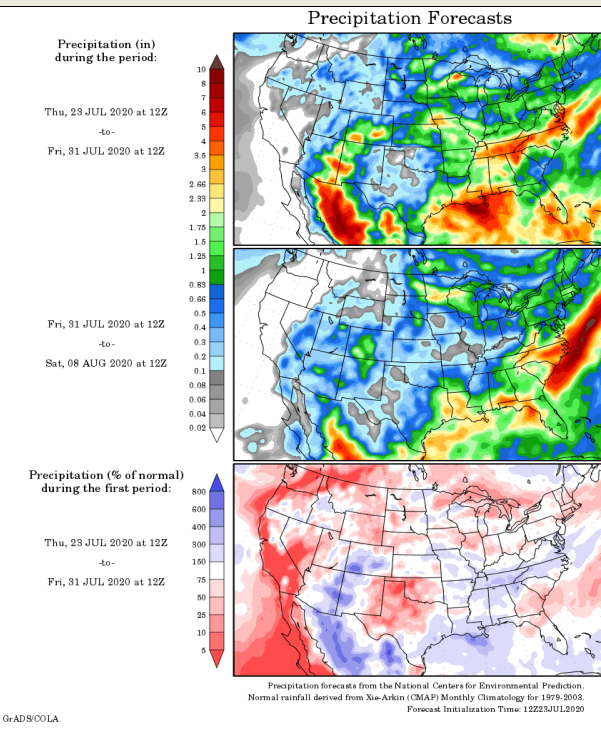 Precipitation Forecasts
Precipitation (in)
during the period:
Thu, 23 JUL 2020 at 12Z
-to-
Fri, 31 JUL 2020 at 12Z
10
8
7
6
5
4
3.5
3
2.66
2.33
2
1.75
1.5
1.25
1
0.83
0.66
0.5
0.4
0.3
0.2
0.1
0.08
0.06
0.04
0.02
Fri, 31 JUL 2020 at 12Z
-to-
Sat, 08 AUG 2020 at 12Z
Precipitation (% of normal)
during the first period:
Thu, 23 JUL 2020 at 12Z
-to-
Fri, 31 JUL 2020 at 12Z
800
600
400
300
150
75
50
25
10
5
Precipitation forecasts from the National Centers for Environmental Prediction.
Normal rainfall derived from Xie-Arkin (CMAP) Monthly Climatology for 1979-2003.
Forecast Initialization Time: 12Z23JUL2020
GrADS/COLA